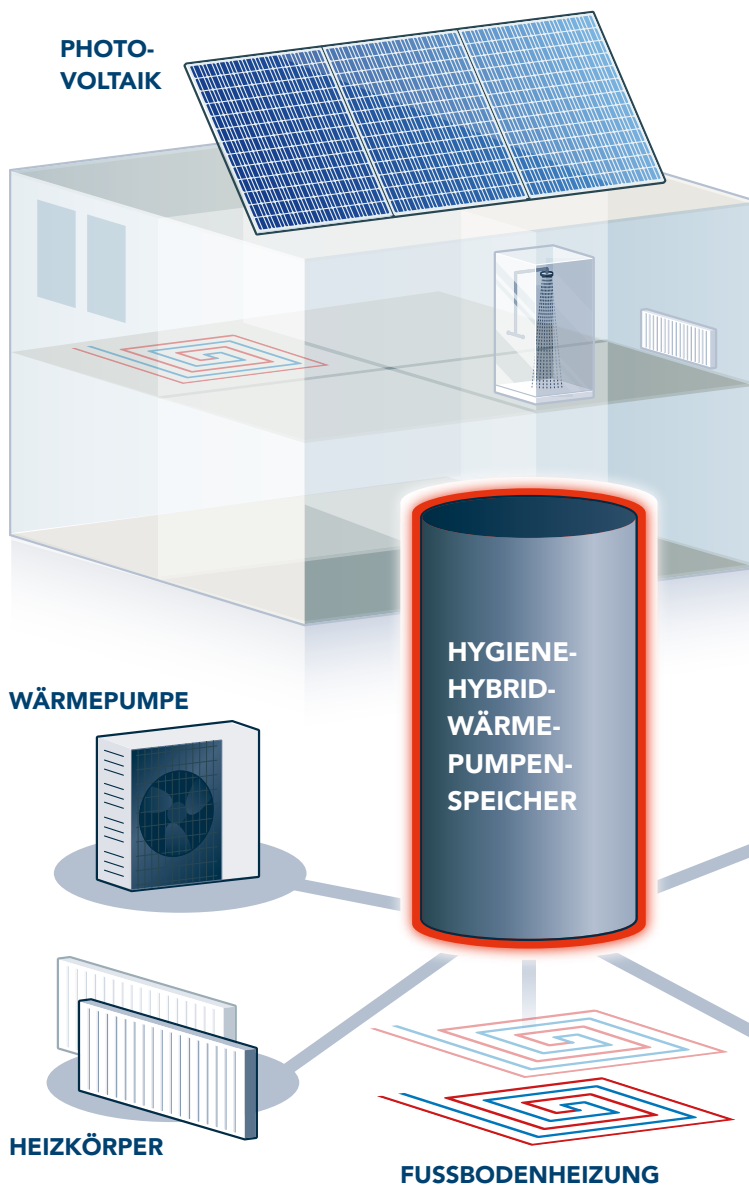 PHOTO-
VOLTAIK
HYGIENE-
HYBRID-
WÄRME-
PUMPEN-
SPEICHER
WÄRMEPUMPE
HEIZKÖRPER
FUSSBODENHEIZUNG